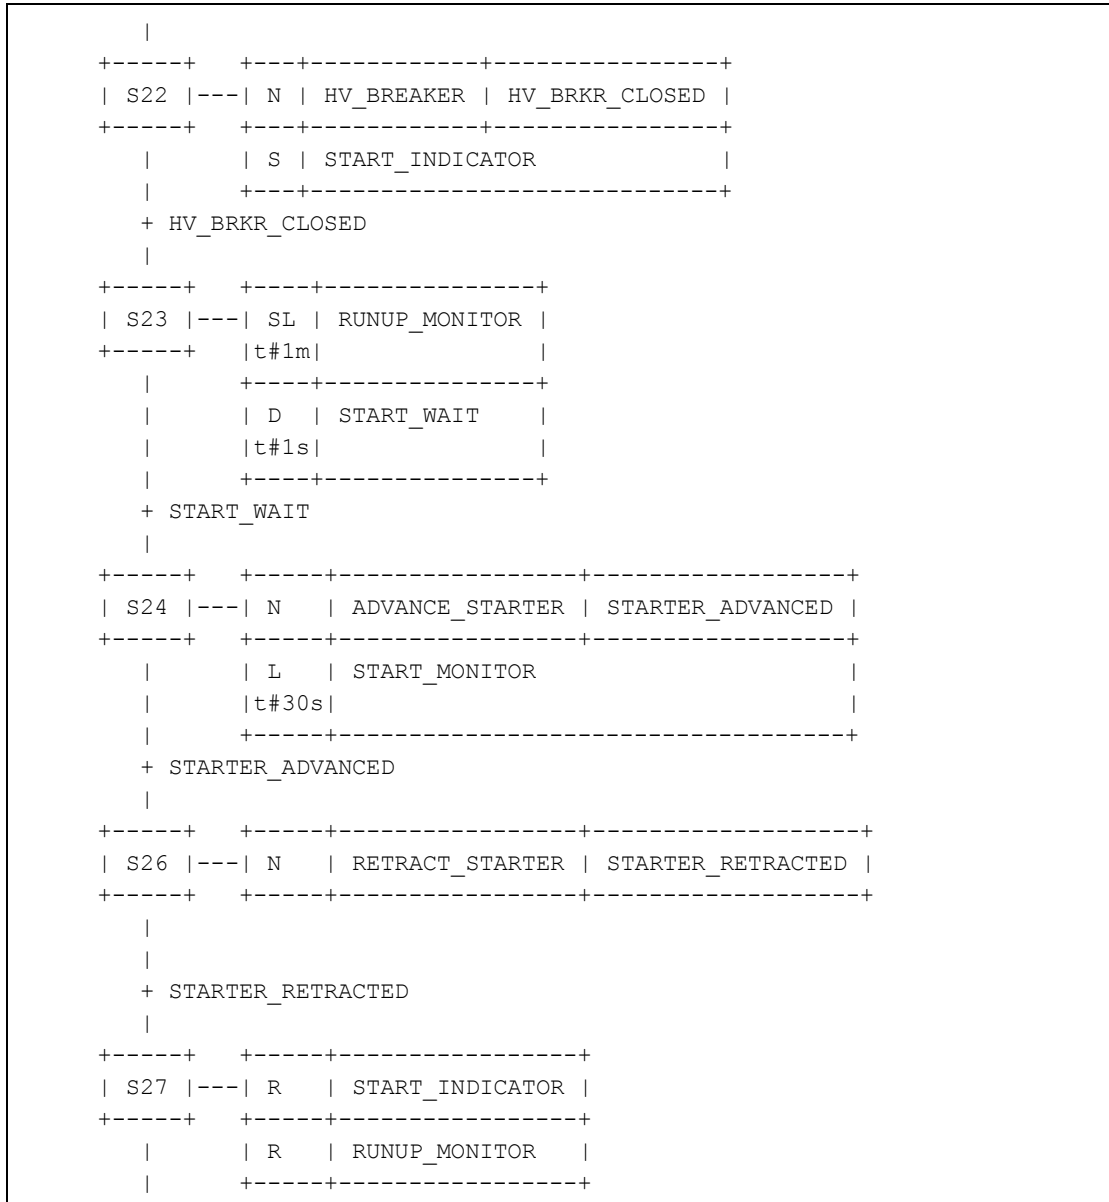 |
+-----+   +---+------------+----------------+
| S22 |---| N | HV_BREAKER | HV_BRKR_CLOSED |
+-----+   +---+------------+----------------+
   |      | S | START_INDICATOR             |
   |      +---+-----------------------------+
   + HV_BRKR_CLOSED
   |
+-----+   +----+---------------+
| S23 |---| SL | RUNUP_MONITOR |
+-----+   |t#1m|               |
   |      +----+---------------+
   |      | D  | START_WAIT    |
   |      |t#1s|               |
   |      +----+---------------+
   + START_WAIT
   |
+-----+   +-----+-----------------+------------------+
| S24 |---| N   | ADVANCE_STARTER | STARTER_ADVANCED |
+-----+   +-----+-----------------+------------------+
   |      | L   | START_MONITOR                      |
   |      |t#30s|                                    |
   |      +-----+------------------------------------+
   + STARTER_ADVANCED
   |
+-----+   +-----+-----------------+-------------------+
| S26 |---| N   | RETRACT_STARTER | STARTER_RETRACTED |
+-----+   +-----+-----------------+-------------------+
   |
   |
   + STARTER_RETRACTED
   |
+-----+   +-----+-----------------+
| S27 |---| R   | START_INDICATOR |
+-----+   +-----+-----------------+
   |      | R   | RUNUP_MONITOR   |
   |      +-----+-----------------+